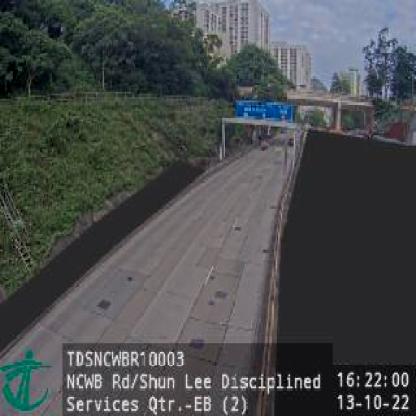 TDSNCWBR10003
NCWB Rd/Shun Lee Disciplined 16:22:00
Services Qtr.-EB (2) 13-10-22